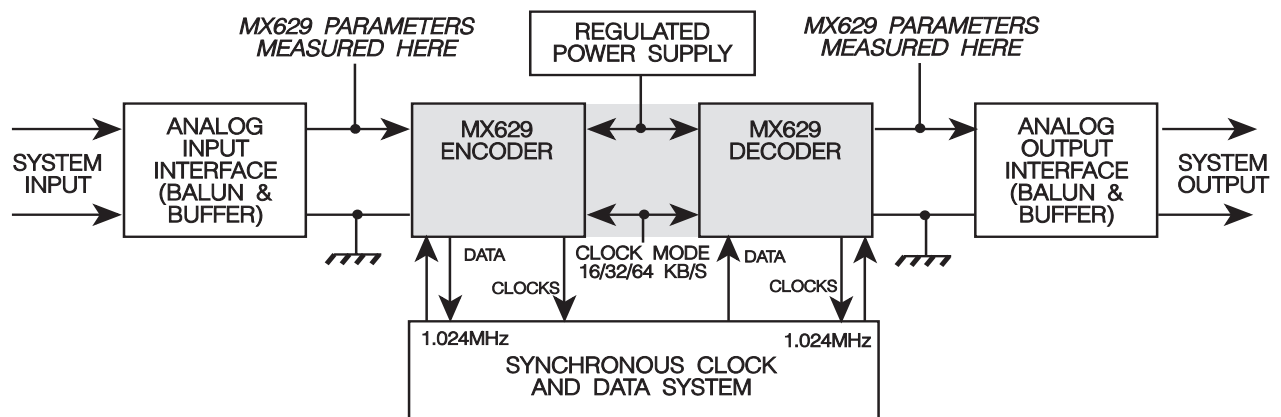 MX629 PARAMETERS
MEASURED HERE
REGULATED
POWER SUPPLY
MX629 PARAMETERS
MEASURED HERE
SYSTEM
INPUT
ANALOG
INPUT
INTERFACE
(BALUN &
BUFFER)
MX629
ENCODER
MX629
DECODER
ANALOG
OUTPUT
INTERFACE
(BALUN &
BUFFER)
SYSTEM
OUTPUT
DATA
CLOCKS
CLOCK MODE
16/32/64 KB/S
DATA
CLOCKS
1.024MHz
1.024MHz
SYNCHRONOUS CLOCK
AND DATA SYSTEM